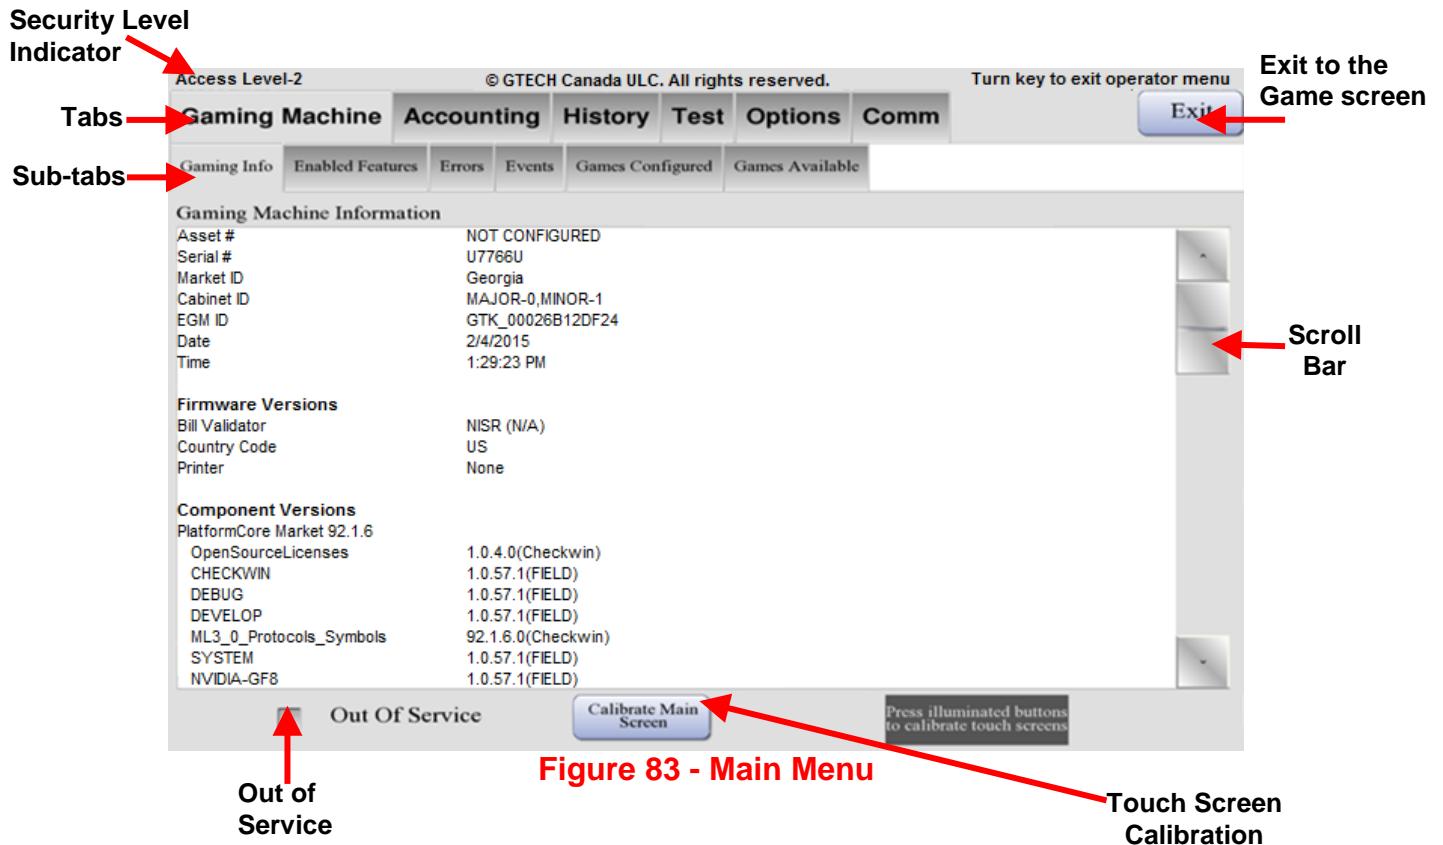 Security Level
Indicator
Access Level-2
© GTECH Canada ULC. All rights reserved.
Turn key to exit operator menu
Exit to the
Game screen
Tabs
Gaming Machine
Accounting
History
Test
Options
Comm
Exit
Sub-tabs
Gaming Info
Enabled Features
Errors
Events
Games Configured
Games Available
Gaming Machine Information
Asset # NOT CONFIGURED
Serial # U7766U
Market ID Georgia
Cabinet ID MAJOR-0,MINOR-1
EGM ID GTK_00026B12DF24
Date 2/4/2015
Time 1:29:23 PM
Scroll
Bar
Firmware Versions
Bill Validator NISR (N/A)
Country Code US
Printer None
Component Versions
PlatformCore Market 92.1.6
OpenSourceLicenses 1.0.4.0(Checkwin)
CHECKWIN 1.0.57.1(FIELD)
DEBUG 1.0.57.1(FIELD)
DEVELOP 1.0.57.1(FIELD)
ML3_0_Protocols_Symbols 92.1.6.0(Checkwin)
SYSTEM 1.0.57.1(FIELD)
NVIDIA-GF8 1.0.57.1(FIELD)
Out Of Service
Calibrate Main
Screen
Press illuminated buttons
to calibrate touch screens
Figure 83 - Main Menu
Out of
Service
Touch Screen
Calibration